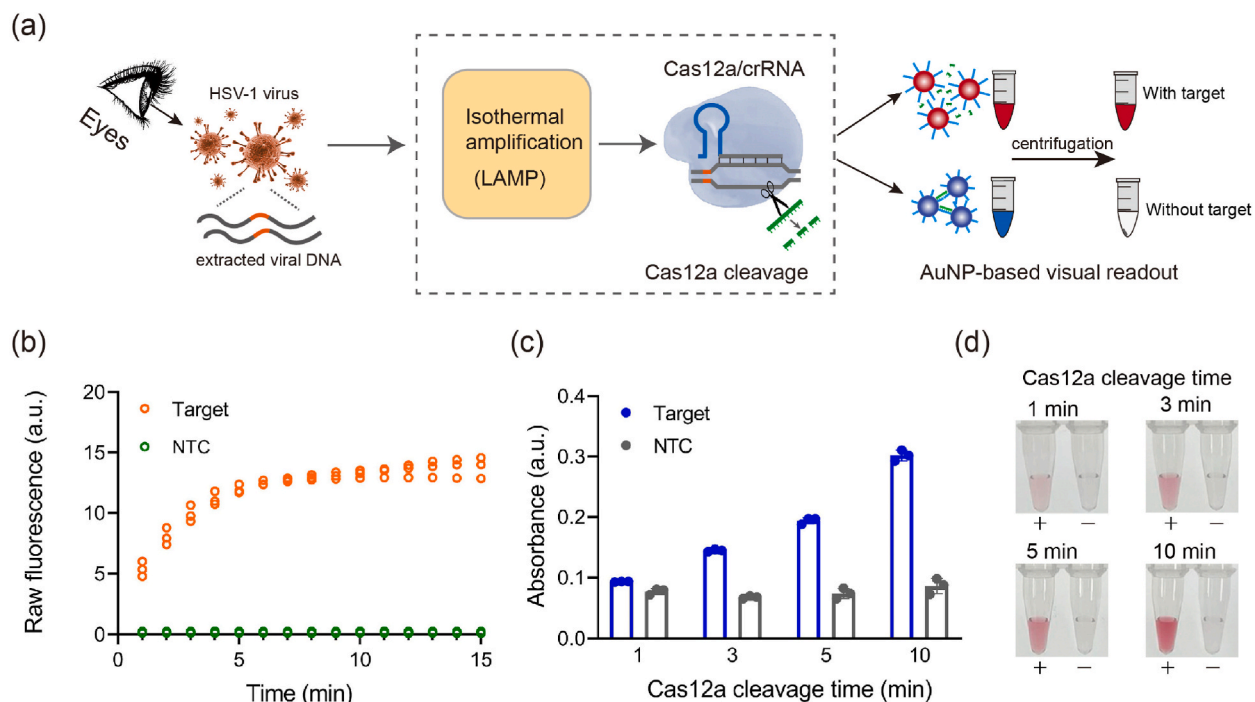 (a)
Eyes
HSV-1 virus
extracted viral DNA
Isothermal
amplification
(LAMP)
Cas12a/crRNA
Cas12a cleavage
centrifugation
With target
Without target
AuNP-based visual readout
(b)
Raw fluorescence (a.u.)
20
15
10
5
0
Target
NTC
0
5
10
15
Time (min)
(c)
Absorbance (a.u.)
0.4
0.3
0.2
0.1
0.0
Target
NTC
1
3
5
10
Cas12a cleavage time (min)
(d)
Cas12a cleavage time
1 min
3 min
+ −
+ −
5 min
10 min
+ −
+ −